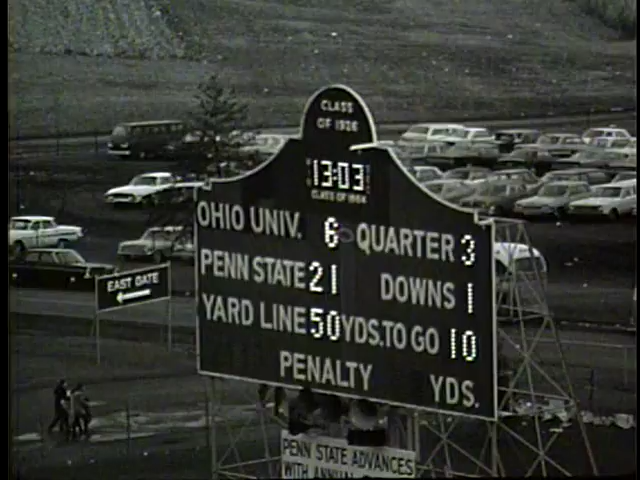 CLASS
OF 1926
13:03
CLASS OF 1964
OHIO UNIV. 6 QUARTER 3
PENN STATE 21 DOWNS 1
YARD LINE 50 YDS. TO GO 10
PENALTY YDS.
EAST GATE
PENN STATE ADVANCES
WITH ANNUAL